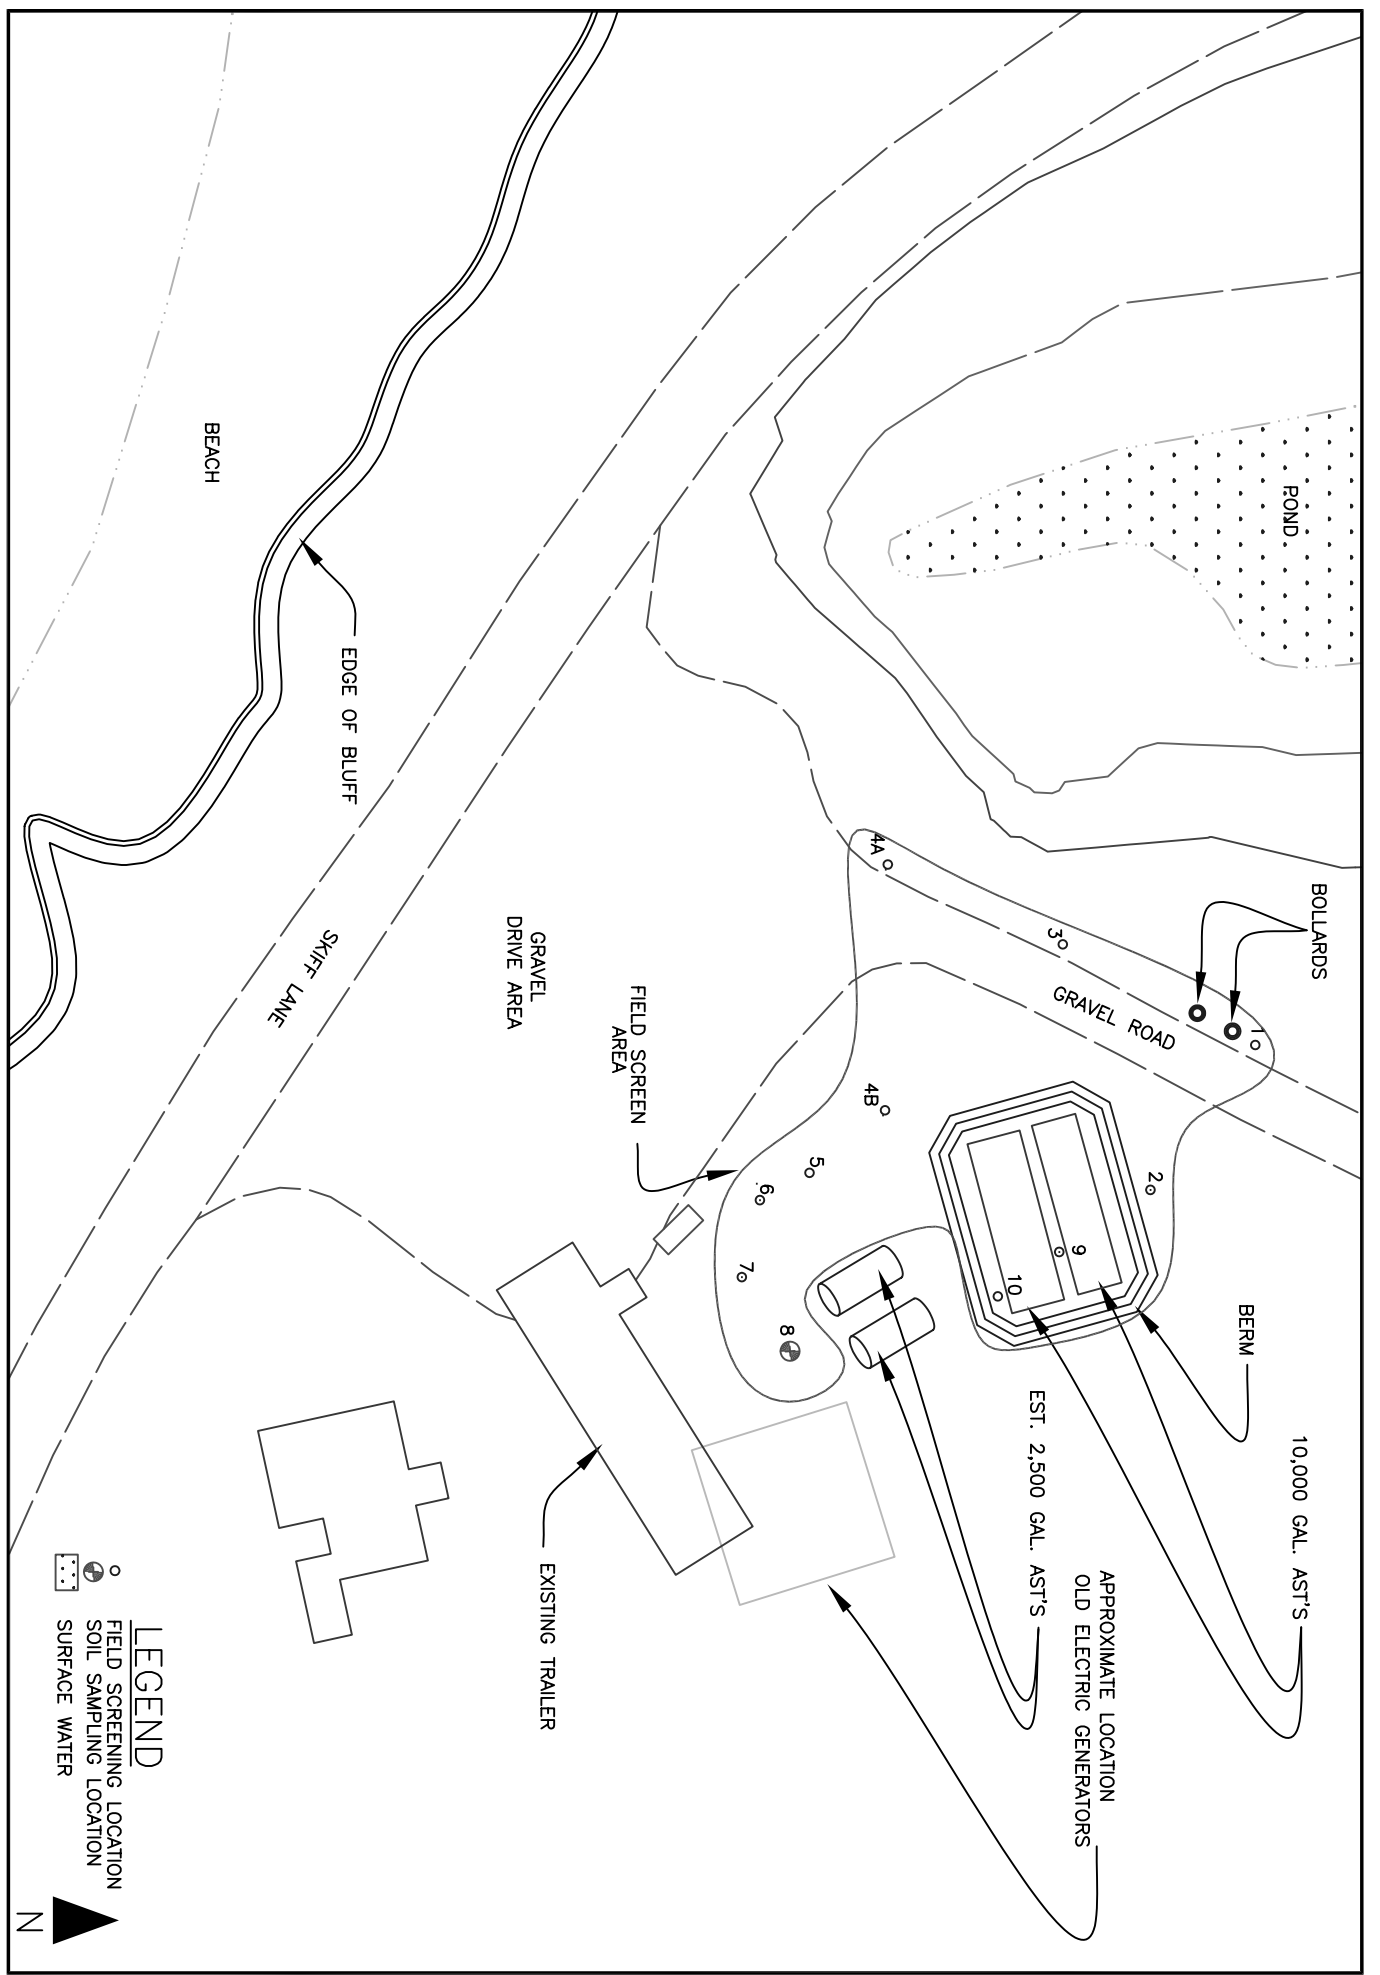 POND
BOLLARDS
1
GRAVEL ROAD
3
4A
2
BERM
10,000 GAL. AST'S
9
10
EST. 2,500 GAL. AST'S
APPROXIMATE LOCATION
OLD ELECTRIC GENERATORS
4B
5
6
7
8
FIELD SCREEN
AREA
GRAVEL
DRIVE AREA
EXISTING TRAILER
EDGE OF BLUFF
SKIFF LANE
BEACH
LEGEND
FIELD SCREENING LOCATION
SOIL SAMPLING LOCATION
SURFACE WATER
N